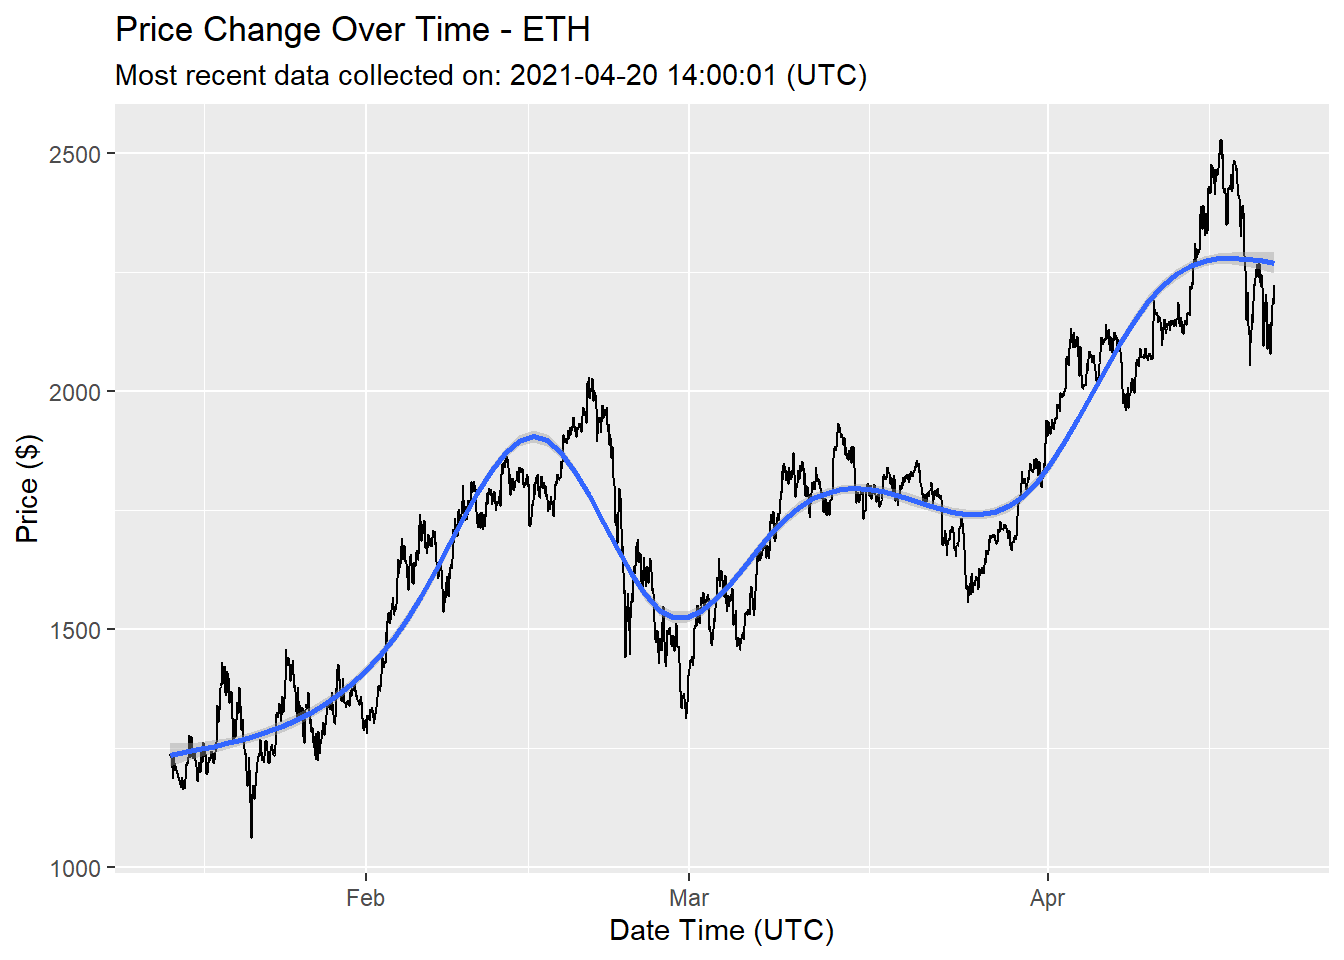 Price Change Over Time - ETH
Most recent data collected on: 2021-04-20 14:00:01 (UTC)
2500
2000
1500
1000
Price ($)
Feb Mar Apr
Date Time (UTC)